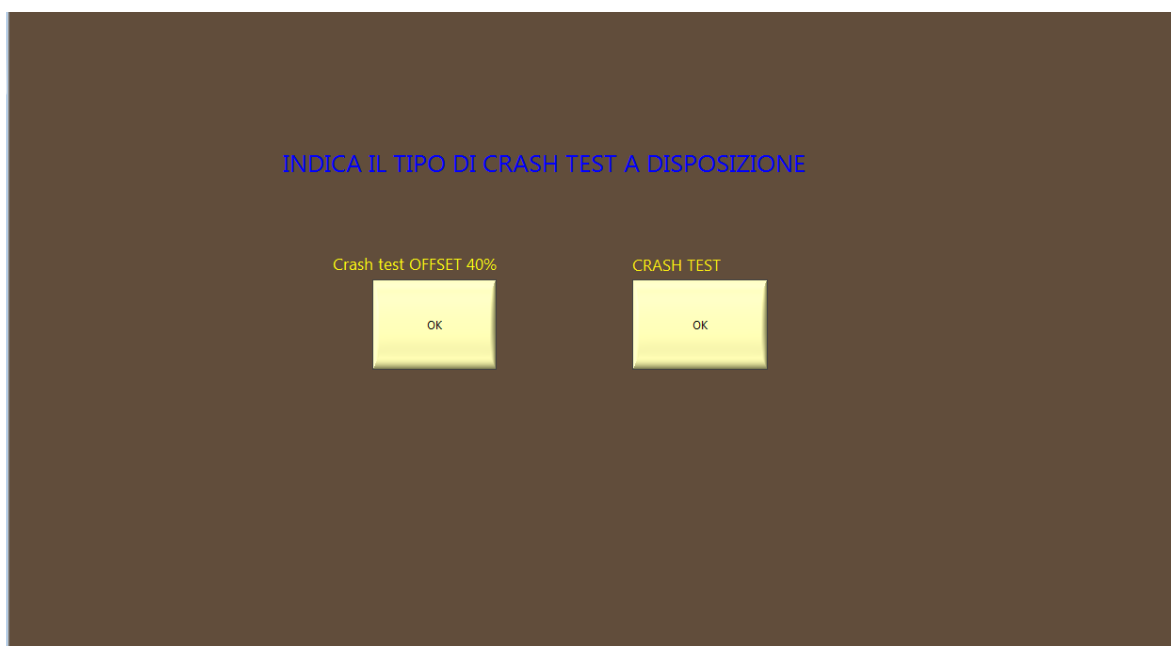 INDICA IL TIPO DI CRASH TEST A DISPOSIZIONE
Crash test OFFSET 40%
CRASH TEST
OK
OK